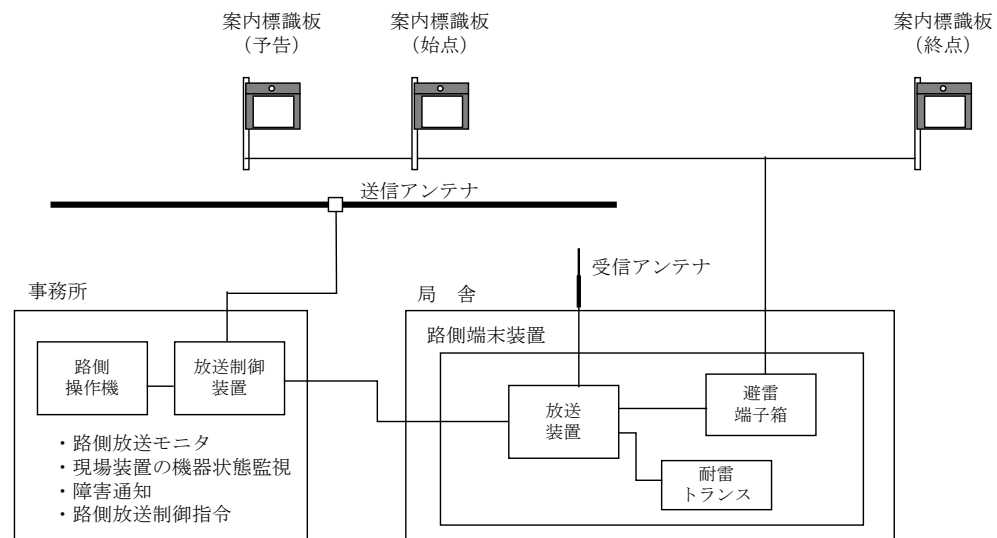 案内標識板
（予告）
案内標識板
（始点）
案内標識板
（終点）
送信アンテナ
受信アンテナ
事務所
局　舎
路側端末装置
路側
操作機
放送制御
装置
放送
装置
避雷
端子箱
耐雷
トランス
・路側放送モニタ
・現場装置の機器状態監視
・障害通知
・路側放送制御指令